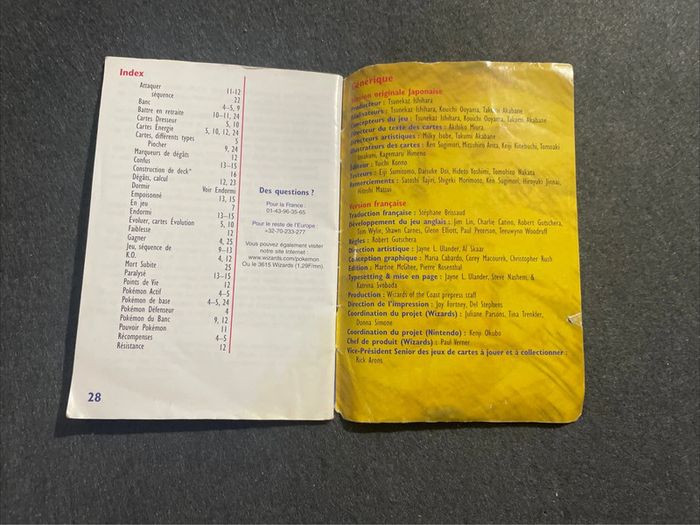 Index
Attaquer
séquence 11-12
Banc 22
Battre en retraite 4-5, 9
Cartes Dresseur 10-11, 24
Cartes Énergie 5, 10
Cartes, différents types 5, 10, 12, 24
Piocher 5
Marqueurs de dégâts 9, 24
Confus 12
Construction de deck* 13-15
Dégâts, calcul 16
Dormir 12, 23
Empoisonné Voir Endormi
En jeu 13, 15
Endormi 7
Évoluer, cartes Évolution 13-15
Faiblesse 5, 10
Gagner 12
Jeu, séquence de 4, 25
K.O. 9-13
Mort Subite 4, 12
Paralysé 25
Points de Vie 13-15
Pokémon Actif 12
Pokémon de base 4-5
Pokémon Défenseur 4-5, 24
Pokémon du Banc 4
Pouvoir Pokémon 9, 12
Récompenses 11
Résistance 4-5
12
Des questions ?
Pour la France :
01-43-96-35-65
Pour le reste de l'Europe :
+32-70-233-277
Vous pouvez également visiter
notre site Internet :
www.wizards.com/pokemon.
Ou le 3615 Wizards (1,29F/mn).
28
Générique
Version originale Japonaise
Producteur : Tsunekaz Ishihara
Réalisateurs : Tsunekaz Ishihara, Kouichi Ooyama, Takumi Akabane
Concepteurs du jeu : Tsunekaz Ishihara, Kouichi Ooyama, Takumi Akabane
Directeur du texte des cartes : Akihiko Miura
Directeurs artistiques : Milky Isobe, Takumi Akabane
Illustrateurs des cartes : Ken Sugimori, Mitsuhiro Arita, Keiji Kinebuchi, Tomoaki
Imakuni, Kagemaru Himeno
Éditeur : Yuichi Konno
Testeurs : Eiji Sumitomo, Daisuke Doi, Hideto Yoshimi, Tomohiro Nakata
Remerciements : Satoshi Tajiri, Shigeki Morimoto, Ken Sugimori, Hiroyuki Jinnai,
Hitoshi Matsui
Version française
Traduction française : Stéphane Brissaud
Développement du jeu anglais : Jim Lin, Charlie Catino, Robert Gutschera,
Tom Wylie, Shawn Carnes, Glenn Elliott, Paul Peterson, Teeuwynn Woodruff
Règles : Robert Gutschera
Direction artistique : Jayne L. Ulander, Al Skaar
Conception graphique : Maria Cabardo, Corey Macourek, Christopher Rush
Édition : Martine McGhee, Pierre Rosenthal
Typesetting & mise en page : Jayne L. Ulander, Steve Nashem, &
Katrina Svoboda
Production : Wizards of the Coast prepress staff
Direction de l'impression : Joy Fortney, Del Stephens
Coordination du projet (Wizards) : Juliane Parsons, Tina Trenkler,
Donna Simone
Coordination du projet (Nintendo) : Kenji Okubo
Chef de produit (Wizards) : Paul Verner
Vice-Président Senior des jeux de cartes à jouer et à collectionner :
Rick Arons